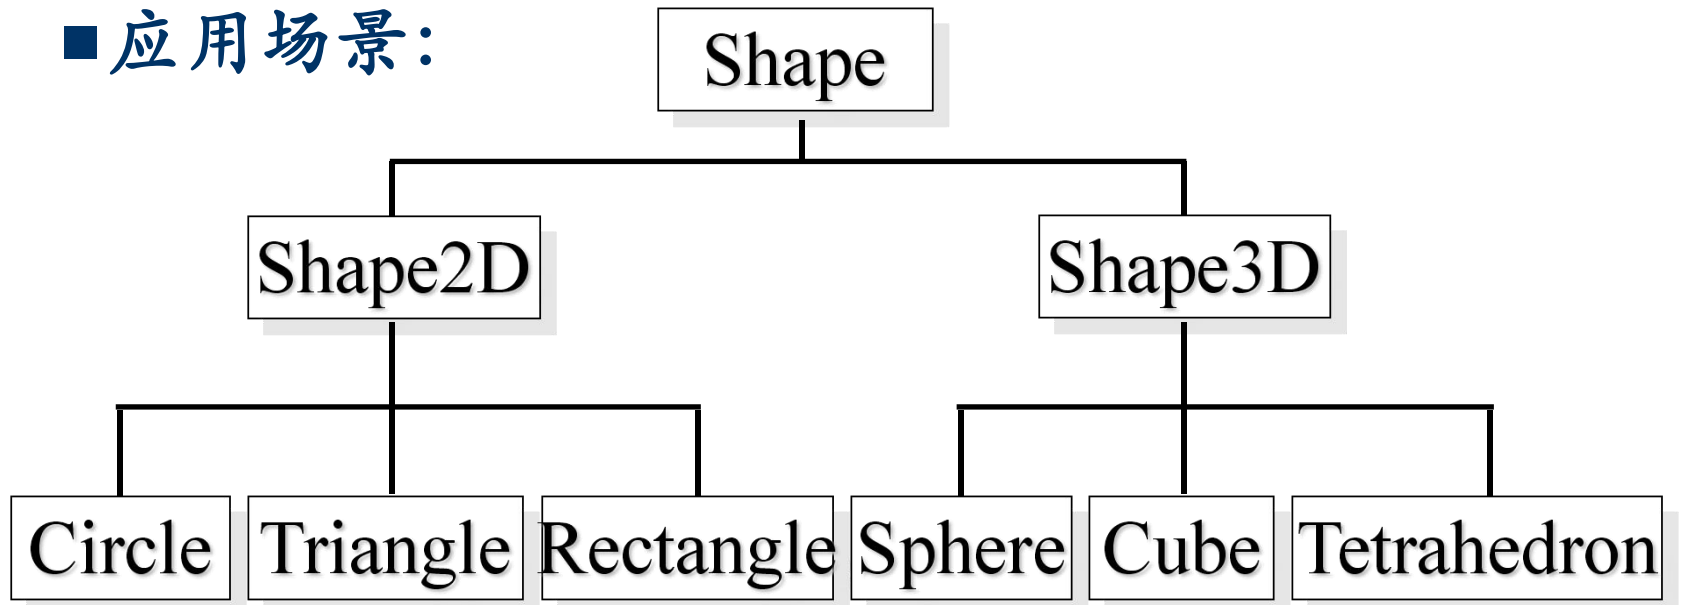 应用场景:
Shape
Shape2D
Shape3D
Circle
Triangle
Rectangle
Sphere
Cube
Tetrahedron